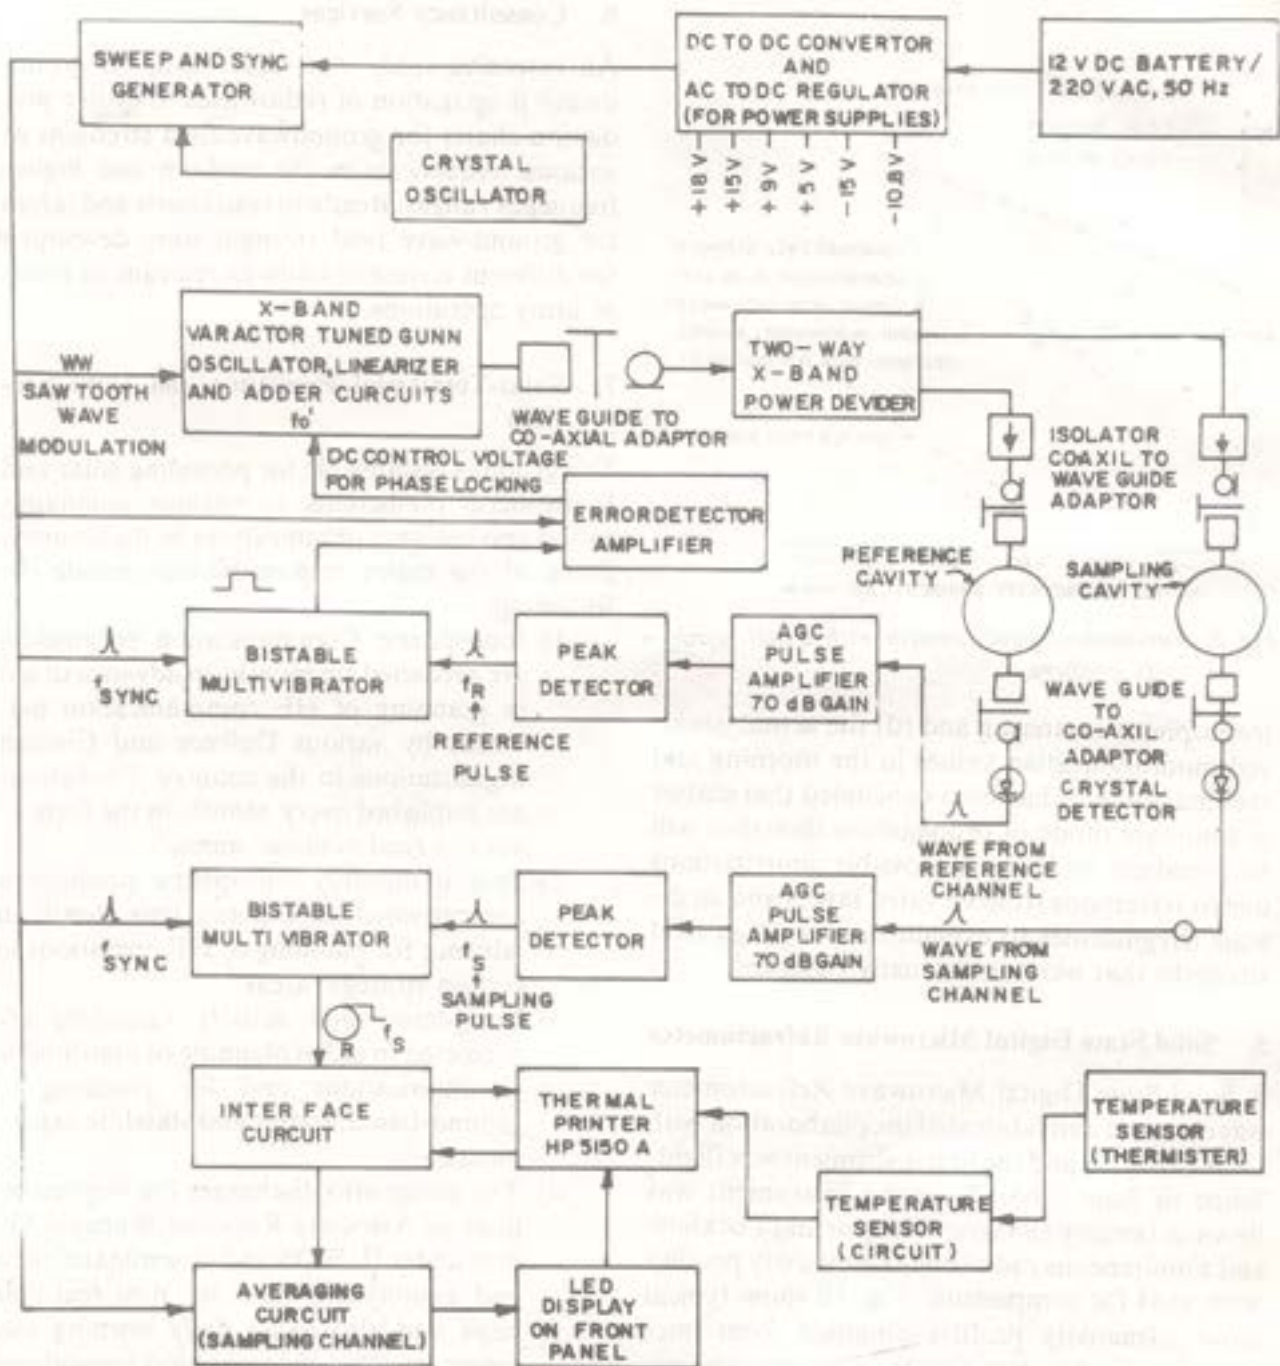 SWEEP AND SYNC
GENERATOR
DC TO DC CONVERTOR
AND
AC TO DC REGULATOR
(FOR POWER SUPPLIES)
12 V DC BATTERY/
220 VAC, 50 Hz
CRYSTAL
OSCILLATOR
+18 V
+15 V
+9 V
+5 V
-15 V
-10.8V
X-BAND
VARACTOR TUNED GUNN
OSCILLATOR, LINEARIZER
AND ADDER CURCUITS
fo'
WW
SAW TOOTH
WAVE
MODULATION
WAVE GUIDE TO
CO-AXIAL ADAPTOR
TWO-WAY
X-BAND
POWER DEVIDER
ISOLATOR
COAXIL TO
WAVE GUIDE
ADAPTOR
DC CONTROL VOLTAGE
FOR PHASE LOCKING
ERROR DETECTOR
AMPLIFIER
REFERENCE
CAVITY
SAMPLING
CAVITY
f SYNC
BISTABLE
MULTIVIBRATOR
fR
REFERENCE
PULSE
PEAK
DETECTOR
AGC
PULSE
AMPLIFIER
70 dB GAIN
WAVE GUIDE
TO
CO-AXIL
ADAPTOR
CRYSTAL
DETECTOR
WAVE FROM
REFERENCE
CHANNEL
f SYNC
BISTABLE
MULTI VIBRATOR
fS
SAMPLING
PULSE
PEAK
DETECTOR
AGC
PULSE
AMPLIFIER
70 dB GAIN
WAVE FROM
SAMPLING
CHANNEL
R
fS
INTER FACE
CURCUIT
THERMAL
PRINTER
HP 5150 A
TEMPERATURE
SENSOR
(THERMISTER)
TEMPERATURE
SENSOR
(CIRCUIT)
AVERAGING
CURCUIT
(SAMPLING CHANNEL)
LED
DISPLAY
ON FRONT
PANEL